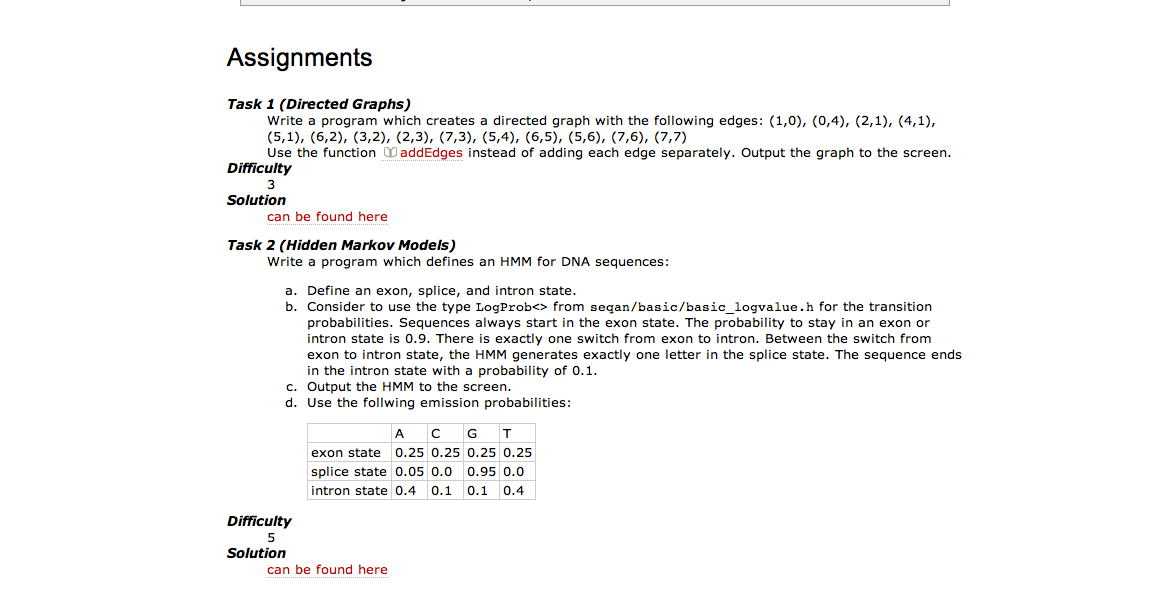 Assignments
Task 1 (Directed Graphs)
Write a program which creates a directed graph with the following edges: (1,0), (0,4), (2,1), (4,1),
(5,1), (6,2), (3,2), (2,3), (7,3), (5,4), (6,5), (5,6), (7,6), (7,7)
Use the function addEdges instead of adding each edge separately. Output the graph to the screen.
Difficulty
3
Solution
can be found here
Task 2 (Hidden Markov Models)
Write a program which defines an HMM for DNA sequences:
a. Define an exon, splice, and intron state.
b. Consider to use the type LogProb<> from seqan/basic/basic_logvalue.h for the transition
probabilities. Sequences always start in the exon state. The probability to stay in an exon or
intron state is 0.9. There is exactly one switch from exon to intron. Between the switch from
exon to intron state, the HMM generates exactly one letter in the splice state. The sequence ends
in the intron state with a probability of 0.1.
c. Output the HMM to the screen.
d. Use the follwing emission probabilities:
A C G T
exon state 0.25 0.25 0.25 0.25
splice state 0.05 0.0 0.95 0.0
intron state 0.4 0.1 0.1 0.4
Difficulty
5
Solution
can be found here